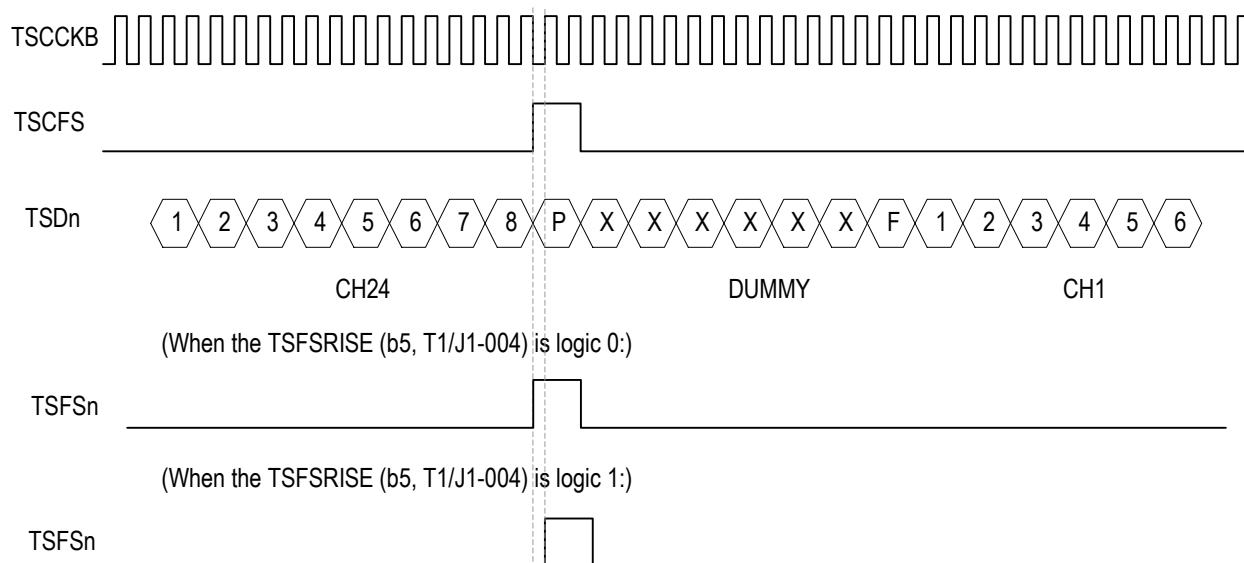 TSCCKB
TSCFS
TSDn 1 2 3 4 5 6 7 8 P X X X X X X F 1 2 3 4 5 6
CH24 DUMMY CH1
(When the TSFSRISE (b5, T1/J1-004) is logic 0:)
TSFSn
(When the TSFSRISE (b5, T1/J1-004) is logic 1:)
TSFSn